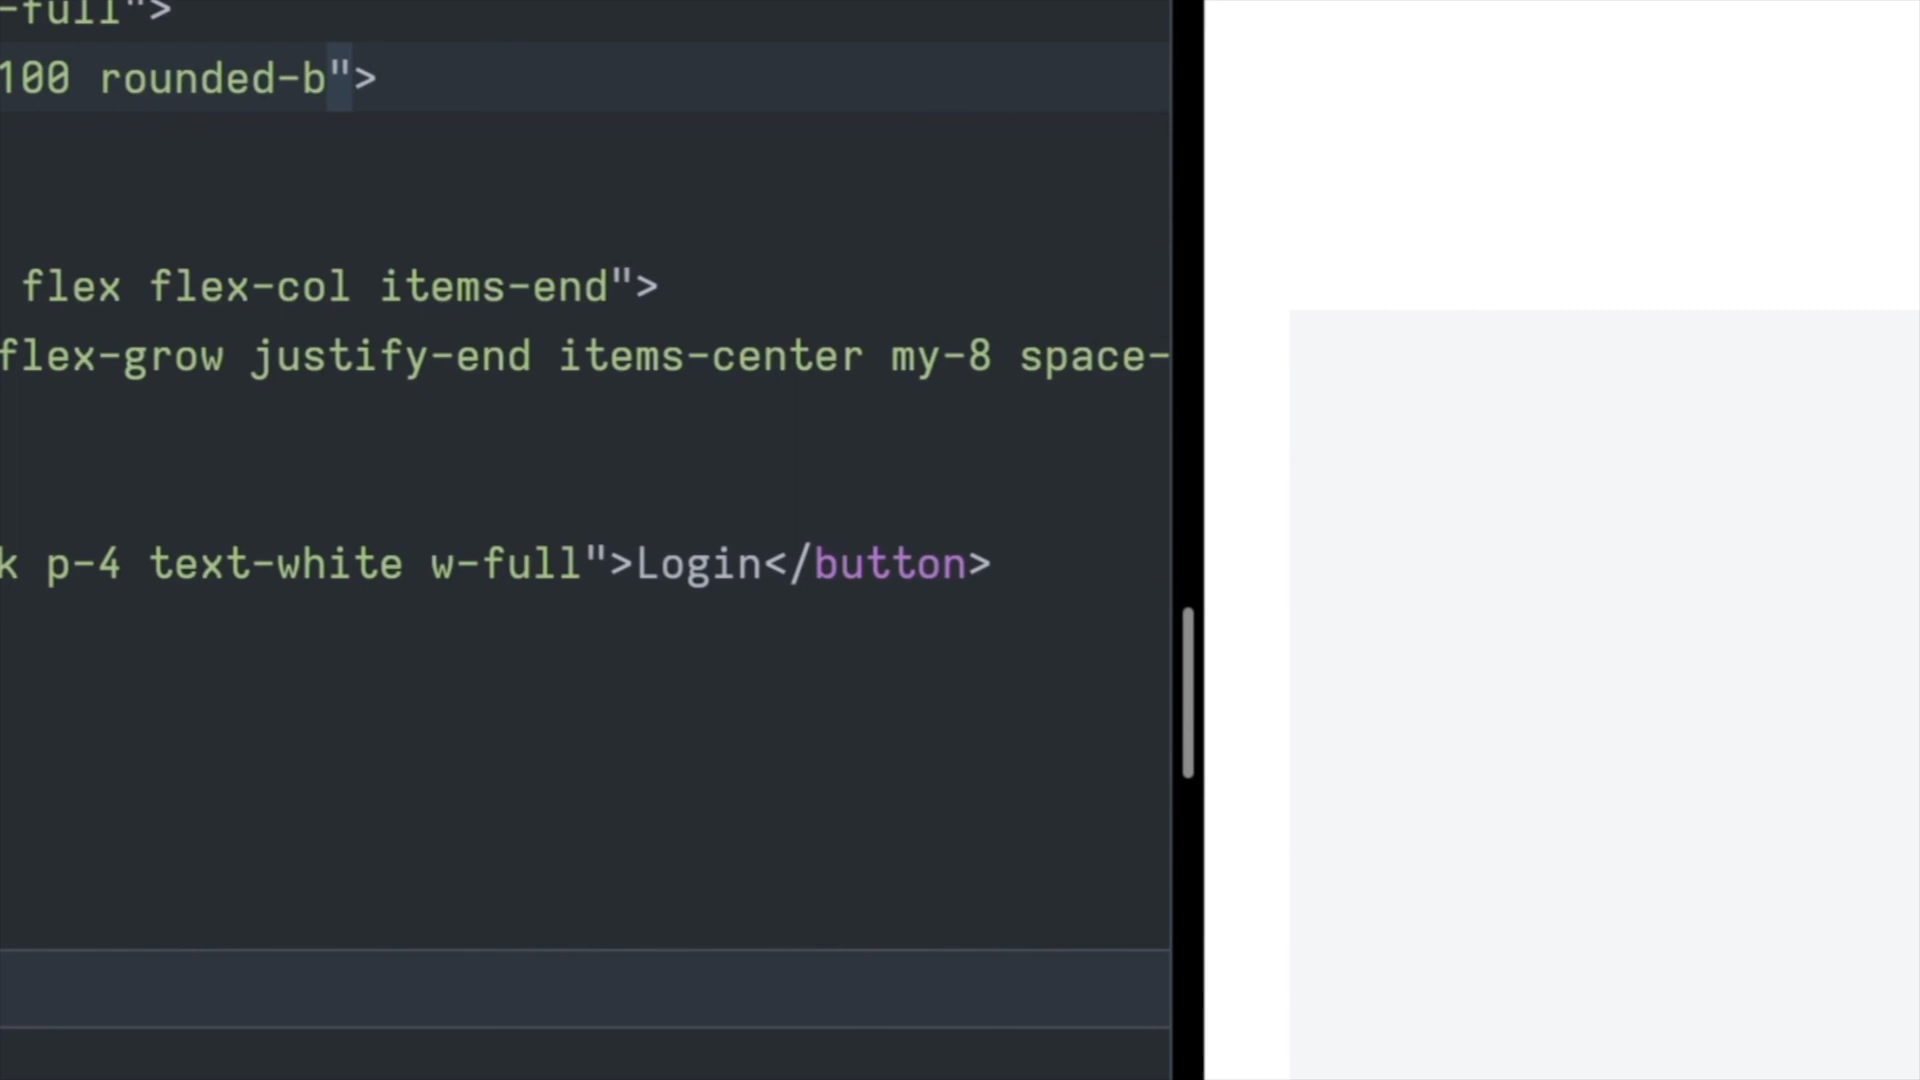 -full">
100 rounded-b">
flex flex-col items-end">
flex-grow justify-end items-center my-8 space-
k p-4 text-white w-full">Login</button>